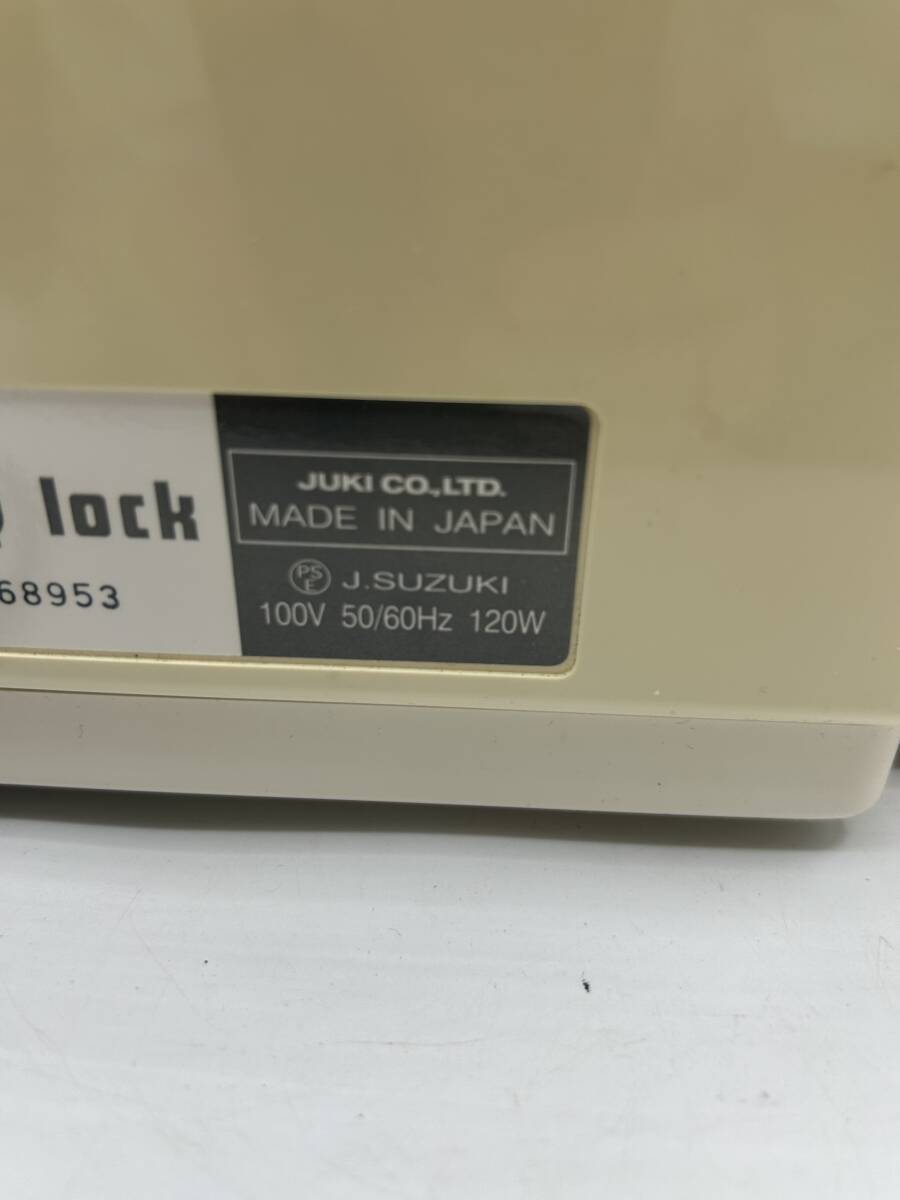 lock
68953
JUKI CO.,LTD.
MADE IN JAPAN
PSE J.SUZUKI
100V 50/60Hz 120W